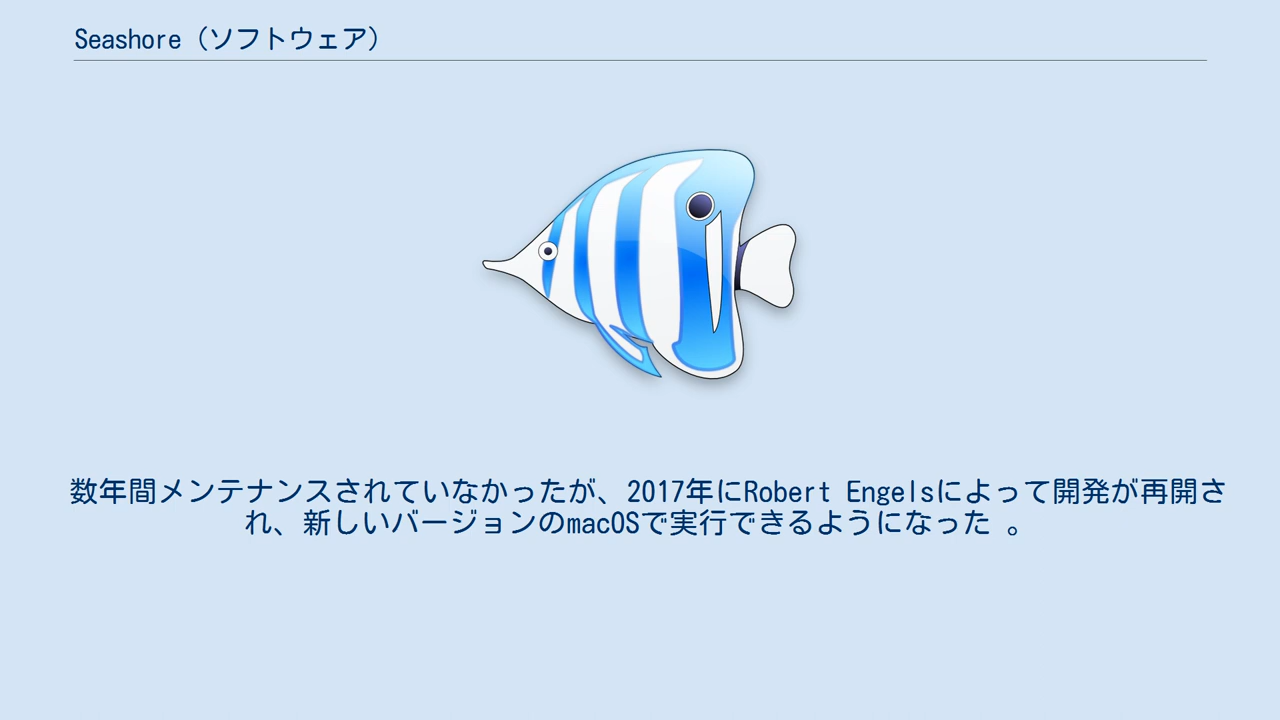 Seashore（ソフトウェア）
数年間メンテナンスされていなかったが、2017年にRobert Engelsによって開発が再開さ
れ、新しいバージョンのmacOSで実行できるようになった 。